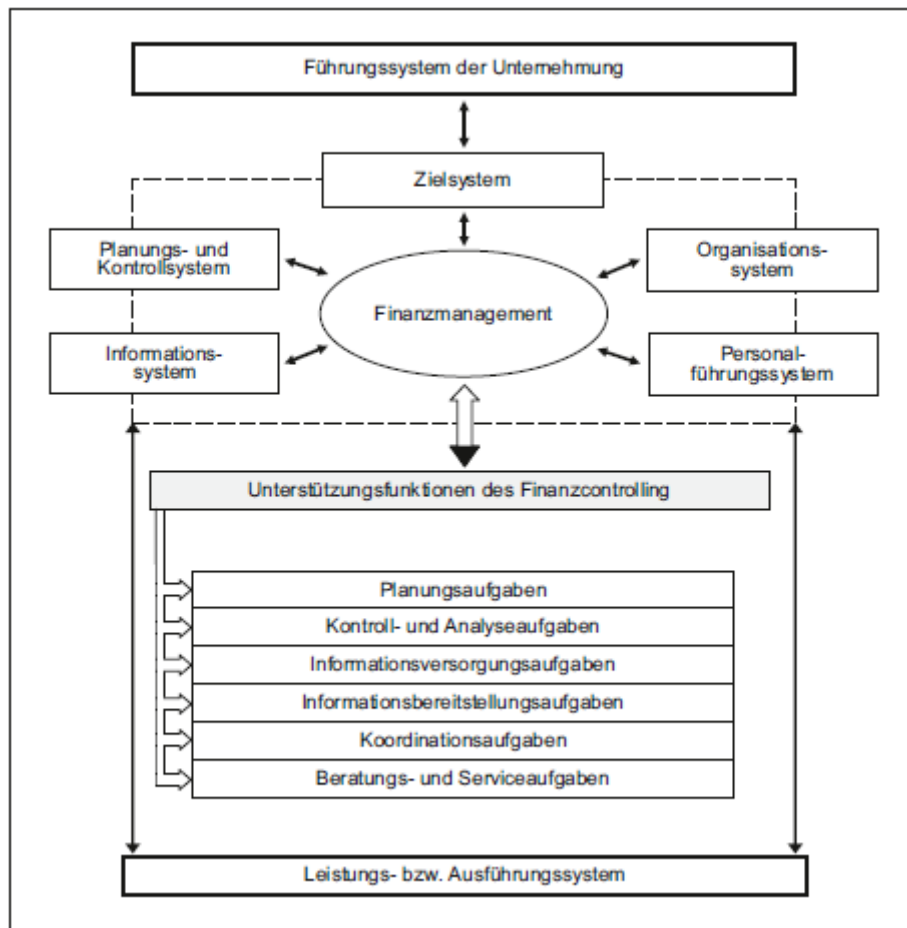 Führungssystem der Unternehmung
Zielsystem
Planungs- und
Kontrollsystem
Organisations-
system
Finanzmanagement
Informations-
system
Personal-
führungssystem
Unterstützungsfunktionen des Finanzcontrolling
Planungsaufgaben
Kontroll- und Analyseaufgaben
Informationsversorgungsaufgaben
Informationsbereitstellungsaufgaben
Koordinationsaufgaben
Beratungs- und Serviceaufgaben
Leistungs- bzw. Ausführungssystem